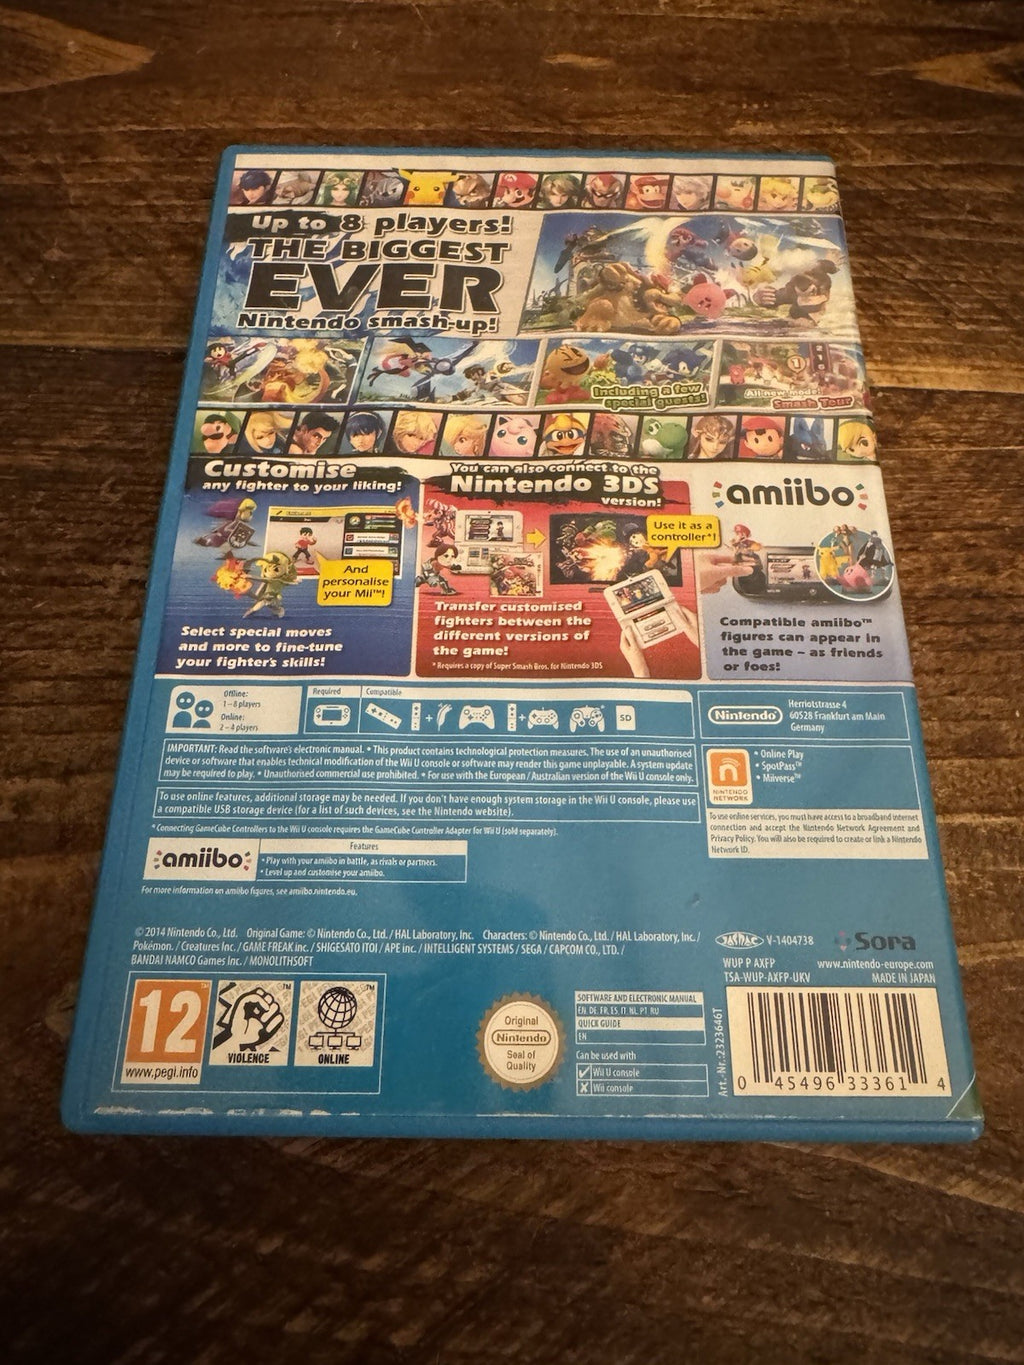 Up to 8 players!
THE BIGGEST
EVER
Nintendo smash-up!
Including a few
special guests!
All-new mode:
Smash Tour
Customise
any fighter to your liking!
And
personalise
your Mii™!
Select special moves
and more to fine-tune
your fighter's skills!
You can also connect to the
Nintendo 3DS
version!
Use it as a
controller*!
Transfer customised
fighters between the
different versions of
the game!
* Requires a copy of Super Smash Bros. for Nintendo 3DS
amiibo
Compatible amiibo™
figures can appear in
the game – as friends
or foes!
Offline:
1 – 8 players
Online:
2 – 4 players
Required
Compatible
SD
Nintendo
Herriotstrasse 4
60528 Frankfurt am Main
Germany
IMPORTANT: Read the software's electronic manual. • This product contains technological protection measures. The use of an unauthorised
device or software that enables technical modification of the Wii U console or software may render this game unplayable. A system update
may be required to play. • Unauthorised commercial use prohibited. • For use with the European / Australian version of the Wii U console only.
NINTENDO
NETWORK
• Online Play
• SpotPass™
• Miiverse™
To use online features, additional storage may be needed. If you don't have enough system storage in the Wii U console, please use
a compatible USB storage device (for a list of such devices, see the Nintendo website).
To use online services, you must have access to a broadband internet
connection and accept the Nintendo Network Agreement and
Privacy Policy. You will also be required to create or link a Nintendo
Network ID.
* Connecting GameCube Controllers to the Wii U console requires the GameCube Controller Adapter for Wii U (sold separately).
amiibo
Features
• Play with your amiibo in battle, as rivals or partners.
• Level up and customise your amiibo.
For more information on amiibo figures, see amiibo.nintendo.eu.
© 2014 Nintendo Co., Ltd. Original Game: © Nintendo Co., Ltd. / HAL Laboratory, Inc. Characters: © Nintendo Co., Ltd. / HAL Laboratory, Inc. /
Pokémon. / Creatures Inc. / GAME FREAK inc. / SHIGESATO ITOI / APE inc. / INTELLIGENT SYSTEMS / SEGA / CAPCOM CO., LTD. /
BANDAI NAMCO Games Inc. / MONOLITHSOFT
JASRAC V-1404738
Sora
WUP P AXFP
www.nintendo-europe.com
TSA-WUP-AXFP-UKV
MADE IN JAPAN
12
www.pegi.info
VIOLENCE
ONLINE
Original
Nintendo
Seal of
Quality
SOFTWARE AND ELECTRONIC MANUAL
EN, DE, FR, ES, IT, NL, PT, RU
QUICK GUIDE
EN
Can be used with
Wii U console
Wii console
Art.-Nr.:2323646T
0 45496 33361 4